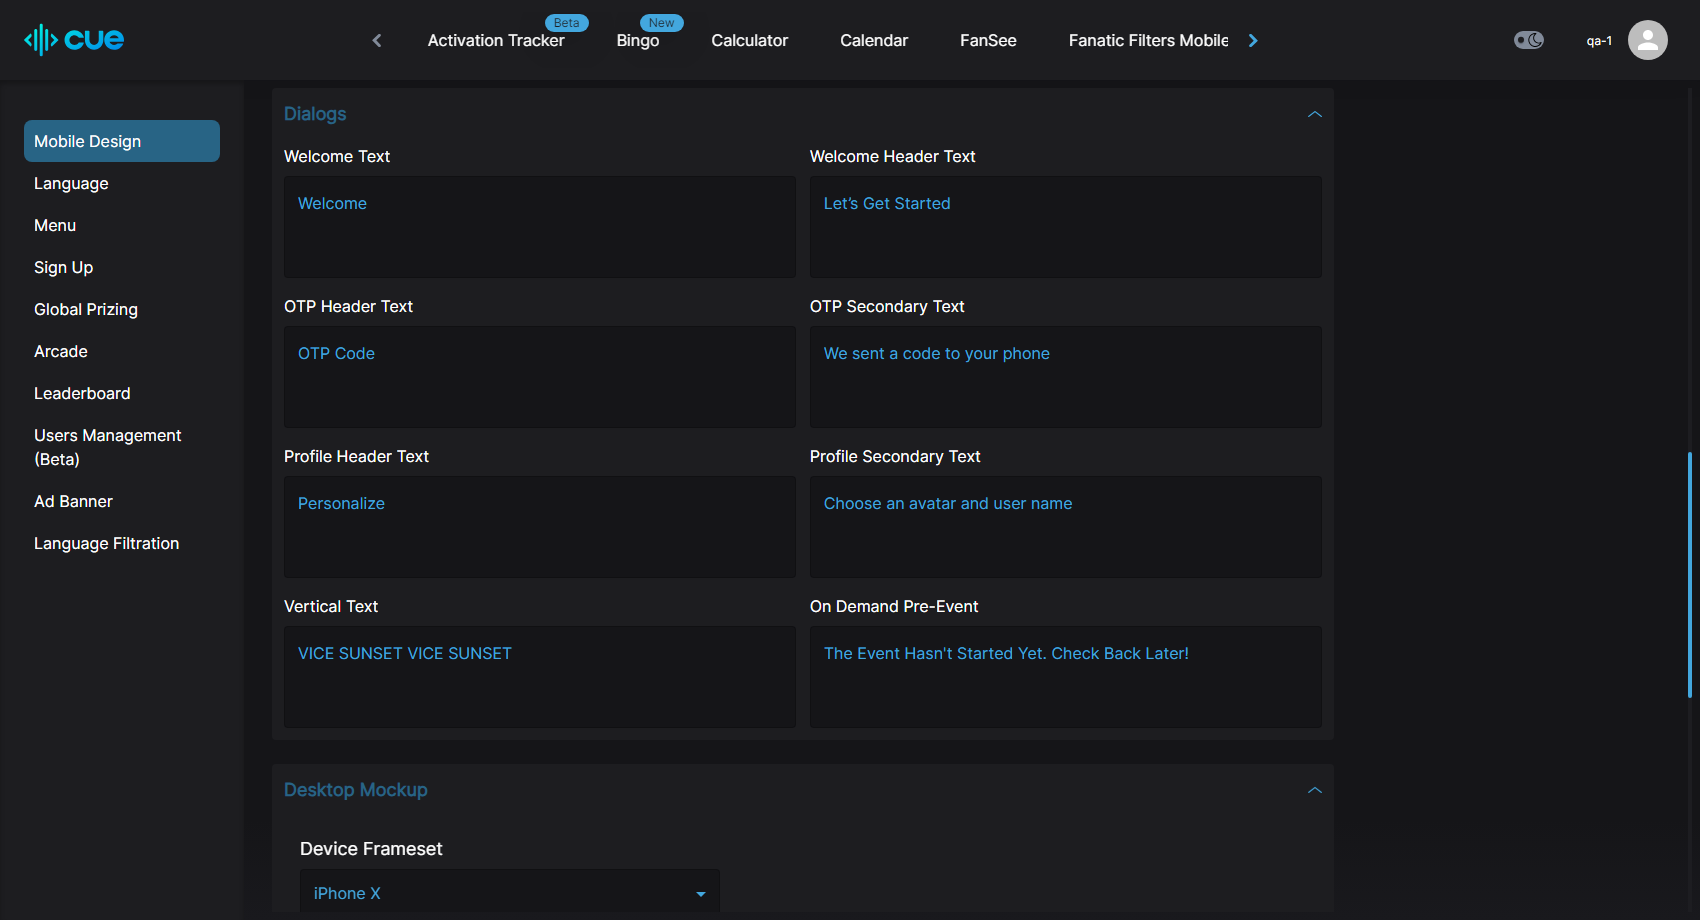 cue
Activation Tracker
Beta
Bingo
New
Calculator
Calendar
FanSee
Fanatic Filters Mobile
qa-1
Mobile Design
Language
Menu
Sign Up
Global Prizing
Arcade
Leaderboard
Users Management
(Beta)
Ad Banner
Language Filtration
Dialogs
Welcome Text
Welcome
Welcome Header Text
Let’s Get Started
OTP Header Text
OTP Code
OTP Secondary Text
We sent a code to your phone
Profile Header Text
Personalize
Profile Secondary Text
Choose an avatar and user name
Vertical Text
VICE SUNSET VICE SUNSET
On Demand Pre-Event
The Event Hasn't Started Yet. Check Back Later!
Desktop Mockup
Device Frameset
iPhone X